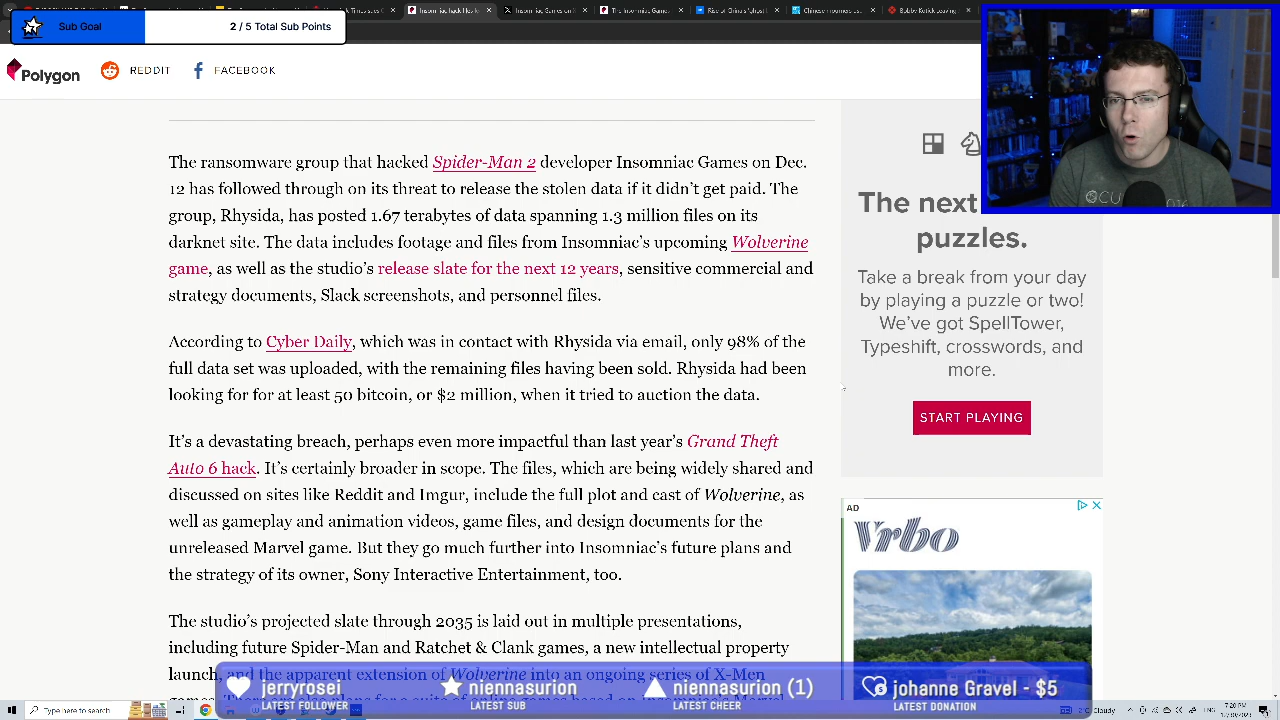 Sub Goal
2 / 5 Total Sub Points
Insomniac hack files
Polygon
REDDIT
FACEBOOK
The ransomware group that hacked Spider-Man 2 developer Insomniac Games on Dec.
12 has followed through on its threat to release the stolen data if it didn't get paid. The
group, Rhysida, has posted 1.67 terabytes of data spanning 1.3 million files on its
darknet site. The data includes footage and files from Insomniac's upcoming Wolverine
game, as well as the studio's release slate for the next 12 years, sensitive commercial and
strategy documents, Slack screenshots, and personnel files.
According to Cyber Daily, which was in contact with Rhysida via email, only 98% of the
full data set was uploaded, with the remaining files having been sold. Rhysida had been
looking for for at least 50 bitcoin, or $2 million, when it tried to auction the data.
It's a devastating breach, perhaps even more impactful than last year's Grand Theft
Auto 6 hack. It's certainly broader in scope. The files, which are being widely shared and
discussed on sites like Reddit and Imgur, include the full plot and cast of Wolverine, as
well as gameplay and animation videos, game files, and design documents for the
unreleased Marvel game. But they go much further into Insomniac's future plans and
the strategy of its owner, Sony Interactive Entertainment, too.
The studio's projected slate through 2035 is laid out in multiple presentations,
including future Spider-Man and Ratchet & Clank games, a new intellectual property
launch, and the apparent extension of Wolverine into an ongoing series of X-Men
The next
puzzles.
Take a break from your day
by playing a puzzle or two!
We've got SpellTower,
Typeshift, crosswords, and
more.
START PLAYING
AD
Vrbo
jerryrosei
LATEST FOLLOWER
niennasurion
LATEST SUB
niennasurion (1)
LATEST CHEER
johanne Gravel - $5
LATEST DONATION
Type here to search
Cloudy